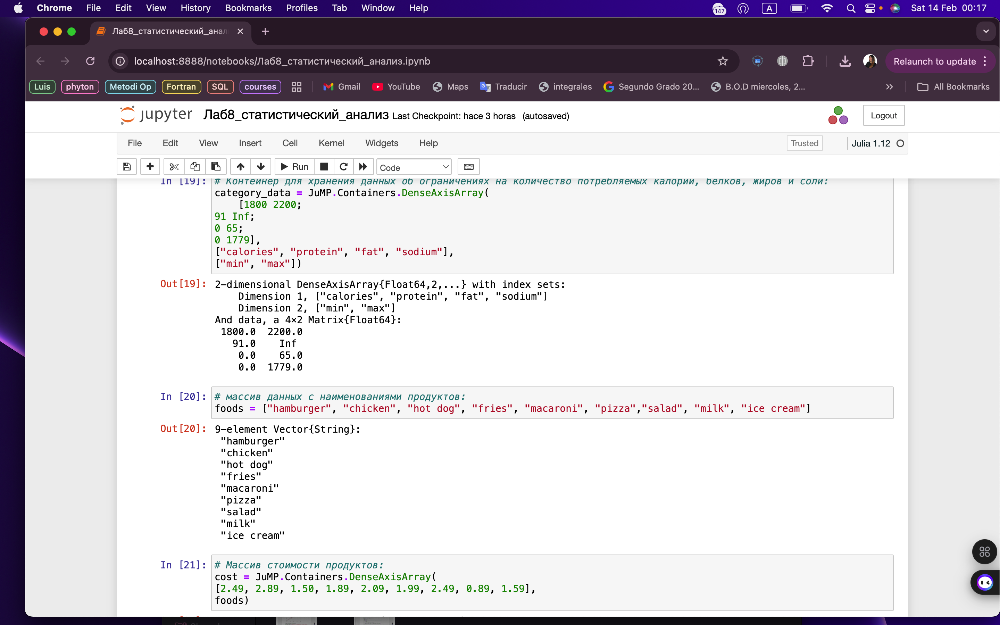 Chrome File Edit View History Bookmarks Profiles Tab Window Help 147 A Sat 14 Feb 00:17
Лаб8_статистический_анал
localhost:8888/notebooks/Лаб8_статистический_анализ.ipynb Relaunch to update
Luis phyton Metodi Op Fortran SQL courses Gmail YouTube Maps Traducir integrales Segundo Grado 20... B.O.D miercoles, 2... All Bookmarks
jupyter Лаб8_статистический_анализ Last Checkpoint: hace 3 horas (autosaved) Logout
File Edit View Insert Cell Kernel Widgets Help Trusted Julia 1.12
Run Code
In [19]: # Контейнер для хранения данных об ограничениях на количество потребляемых калорий, белков, жиров и соли:
category_data = JuMP.Containers.DenseAxisArray(
[1800 2200;
91 Inf;
0 65;
0 1779],
["calories", "protein", "fat", "sodium"],
["min", "max"])
Out[19]: 2-dimensional DenseAxisArray{Float64,2,...} with index sets:
Dimension 1, ["calories", "protein", "fat", "sodium"]
Dimension 2, ["min", "max"]
And data, a 4×2 Matrix{Float64}:
1800.0 2200.0
91.0 Inf
0.0 65.0
0.0 1779.0
In [20]: # массив данных с наименованиями продуктов:
foods = ["hamburger", "chicken", "hot dog", "fries", "macaroni", "pizza","salad", "milk", "ice cream"]
Out[20]: 9-element Vector{String}:
"hamburger"
"chicken"
"hot dog"
"fries"
"macaroni"
"pizza"
"salad"
"milk"
"ice cream"
In [21]: # Массив стоимости продуктов:
cost = JuMP.Containers.DenseAxisArray(
[2.49, 2.89, 1.50, 1.89, 2.09, 1.99, 2.49, 0.89, 1.59],
foods)